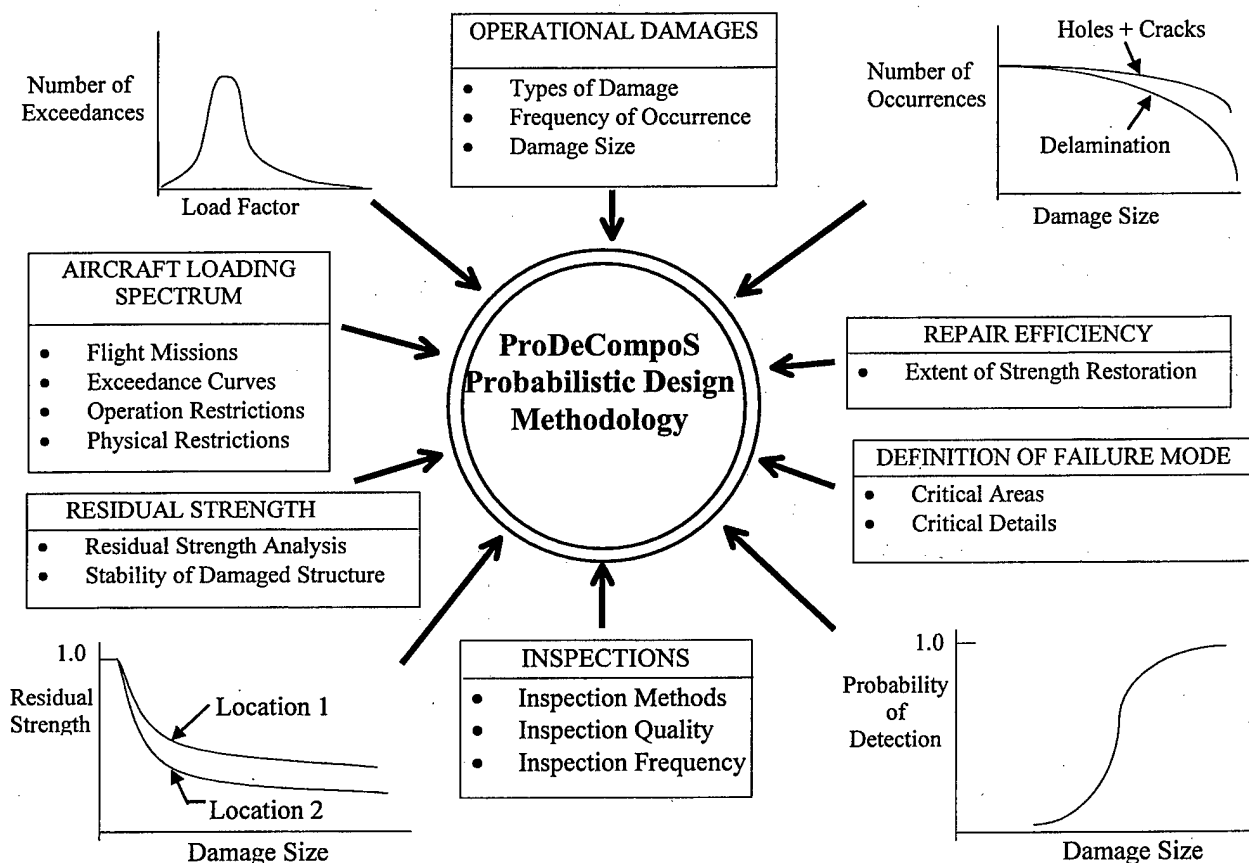 Number of
Exceedances
Load Factor
OPERATIONAL DAMAGES
• Types of Damage
• Frequency of Occurrence
• Damage Size
Holes + Cracks
Number of
Occurrences
Delamination
Damage Size
AIRCRAFT LOADING
SPECTRUM
• Flight Missions
• Exceedance Curves
• Operation Restrictions
• Physical Restrictions
ProDeCompoS
Probabilistic Design
Methodology
REPAIR EFFICIENCY
• Extent of Strength Restoration
DEFINITION OF FAILURE MODE
• Critical Areas
• Critical Details
RESIDUAL STRENGTH
• Residual Strength Analysis
• Stability of Damaged Structure
1.0
Residual
Strength
Location 1
Location 2
Damage Size
INSPECTIONS
• Inspection Methods
• Inspection Quality
• Inspection Frequency
1.0
Probability
of
Detection
Damage Size